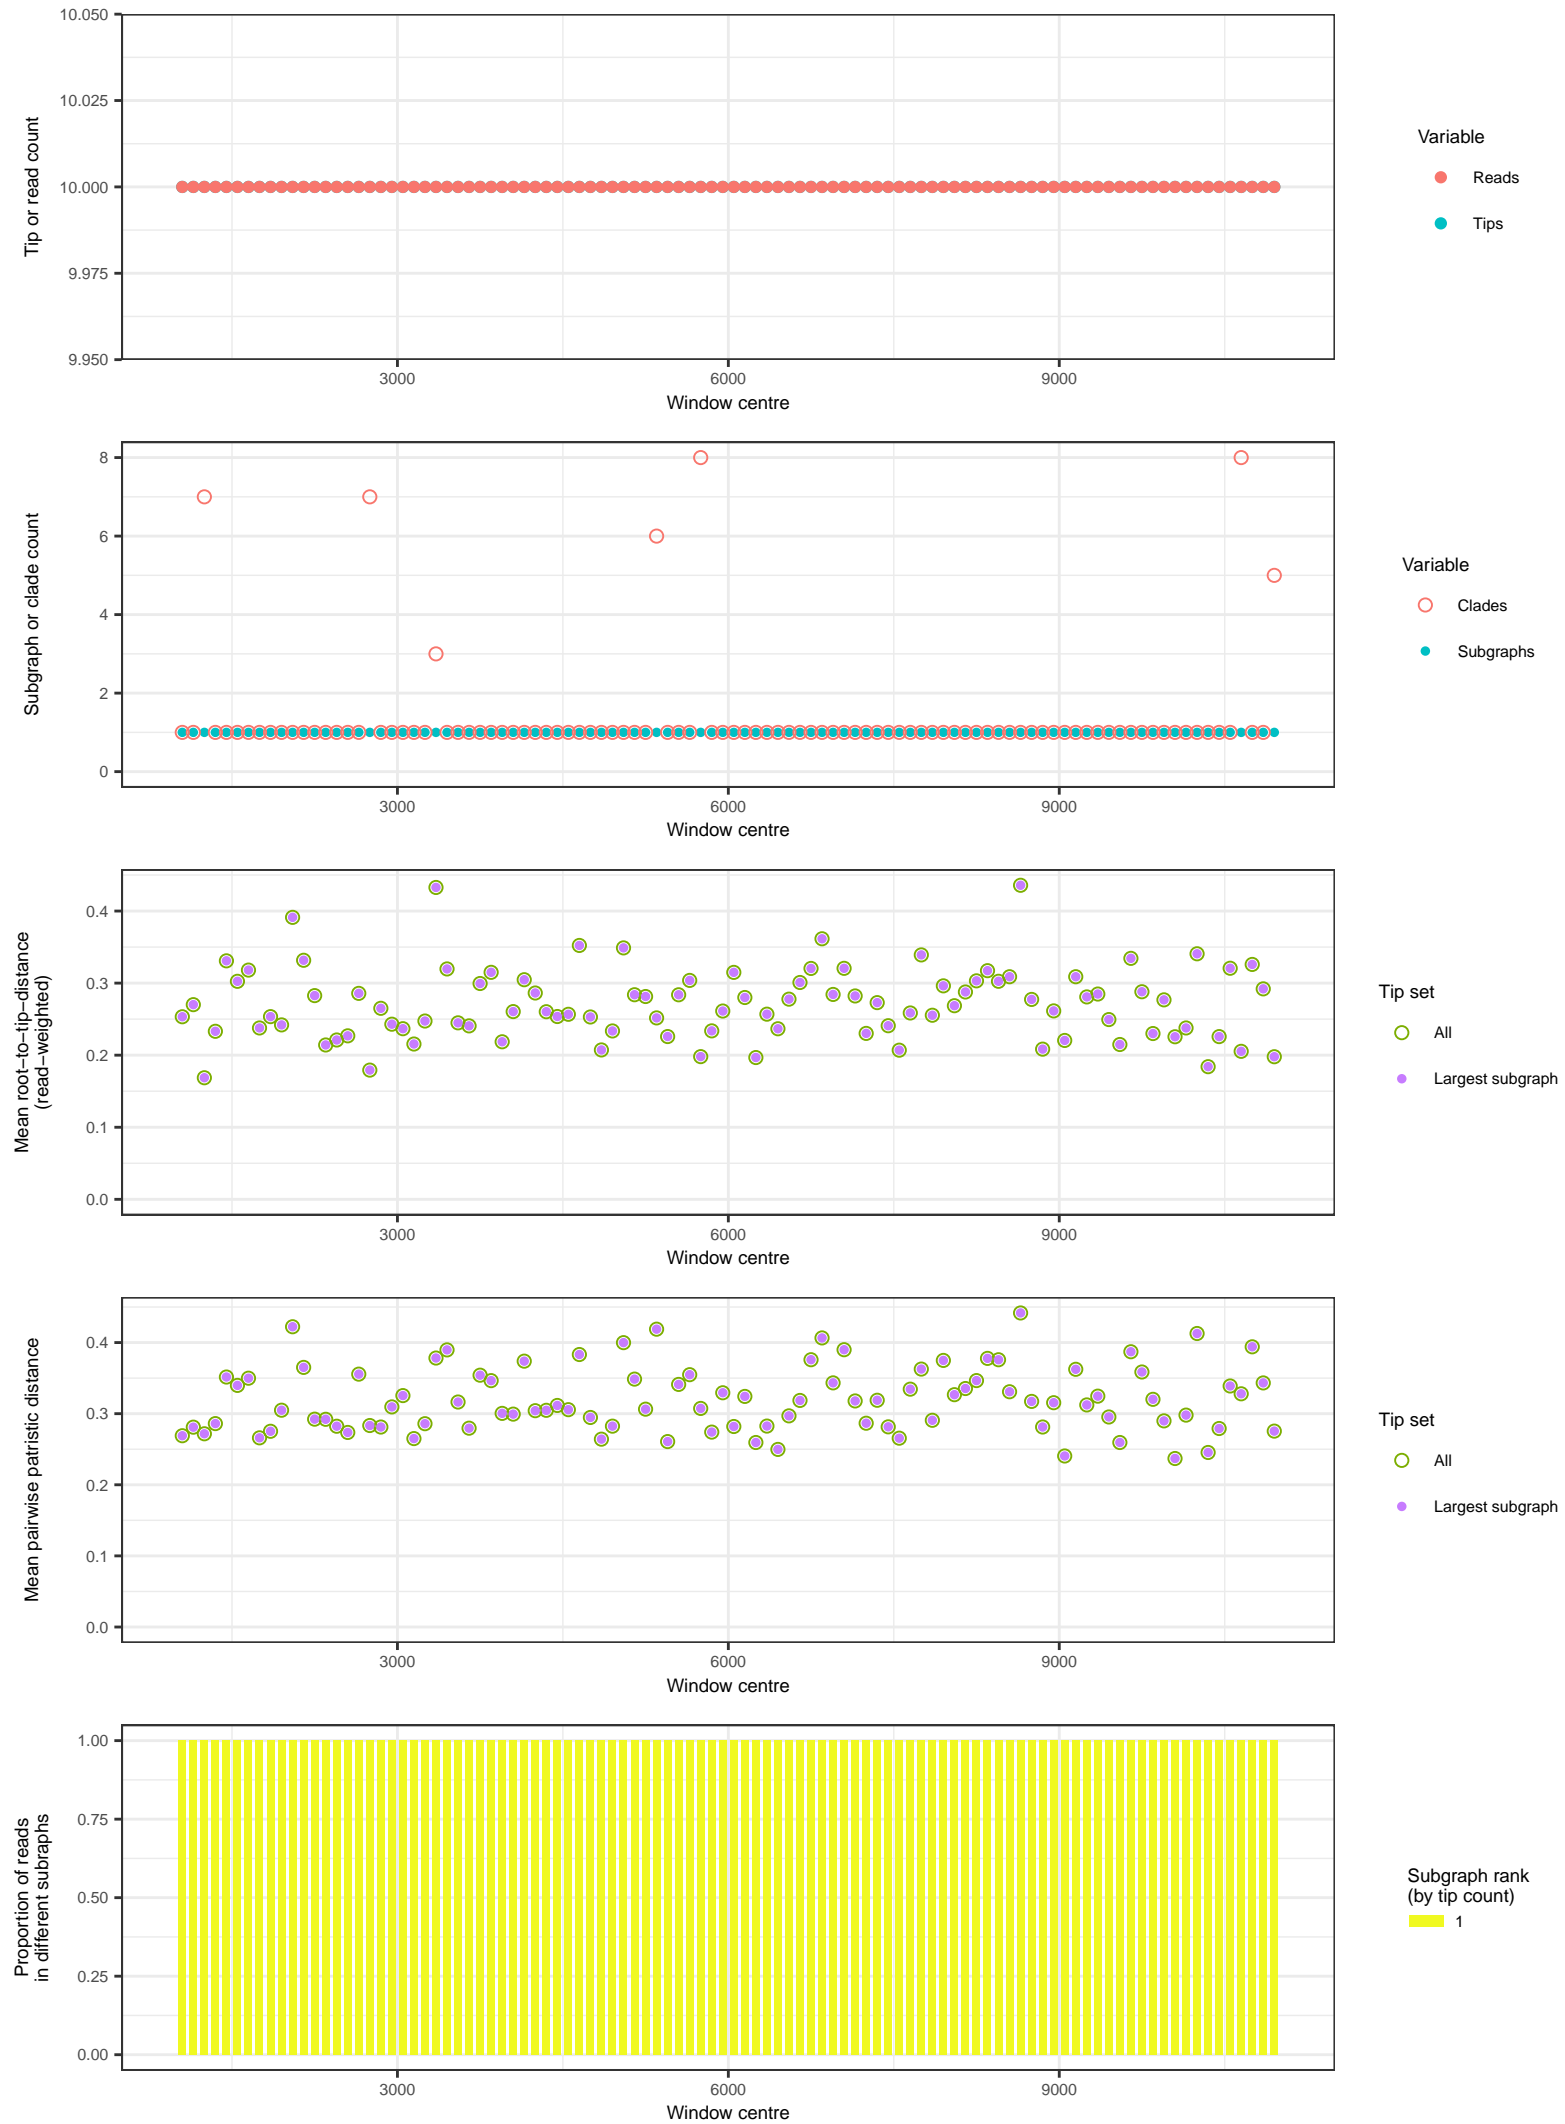 10.050
10.025
10.000
9.975
9.950
Tip or read count
3000
6000
9000
Window centre
Variable
Reads
Tips
8
6
4
2
0
Subgraph or clade count
3000
6000
9000
Window centre
Variable
Clades
Subgraphs
0.4
0.3
0.2
0.1
0.0
Mean root−to−tip−distance
(read−weighted)
3000
6000
9000
Window centre
Tip set
All
Largest subgraph
0.4
0.3
0.2
0.1
0.0
Mean pairwise patristic distance
3000
6000
9000
Window centre
Tip set
All
Largest subgraph
1.00
0.75
0.50
0.25
0.00
Proportion of reads
in different subraphs
3000
6000
9000
Window centre
Subgraph rank
(by tip count)
1